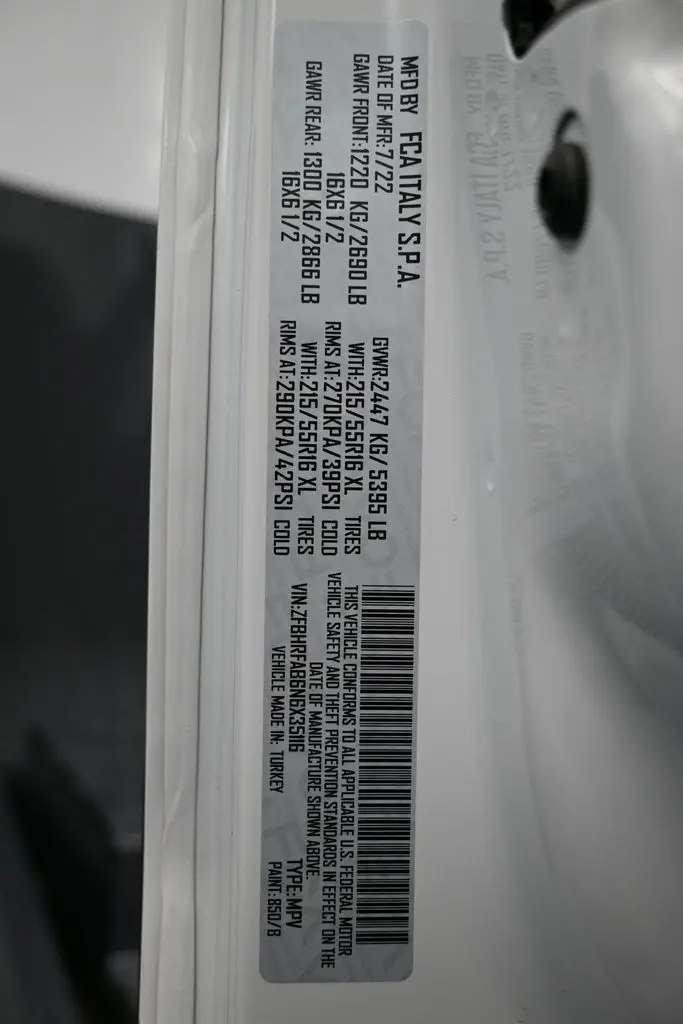 MFD BY FCA ITALY S.P.A.
DATE OF MFR:7/22 GVWR:2447 KG/ 5395 LB
GAWR FRONT:1220 KG/2690 LB WITH:215/55R16 XL TIRES
16X6 1/2 RIMS AT:270KPA/39PSI COLD
GAWR REAR: 1300 KG/2866 LB WITH:215/55R16 XL TIRES
16X6 1/2 RIMS AT:290KPA/42PSI COLD
THIS VEHICLE CONFORMS TO ALL APPLICABLE U.S. FEDERAL MOTOR
VEHICLE SAFETY AND THEFT PREVENTION STANDARDS IN EFFECT ON THE
DATE OF MANUFACTURE SHOWN ABOVE.
VIN:ZFBHRFAB6N6X35116 TYPE:MPV
VEHICLE MADE IN: TURKEY PAINT:850/B